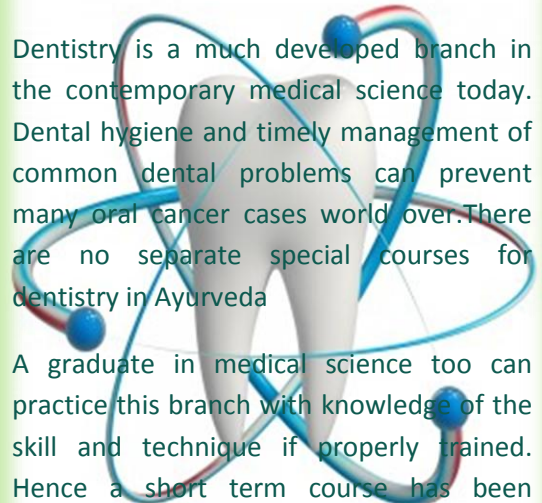 Dentistry is a much developed branch in
the contemporary medical science today.
Dental hygiene and timely management of
common dental problems can prevent
many oral cancer cases world over.There
are no separate special courses for
dentistry in Ayurveda
A graduate in medical science too can
practice this branch with knowledge of the
skill and technique if properly trained.
Hence a short term course has been